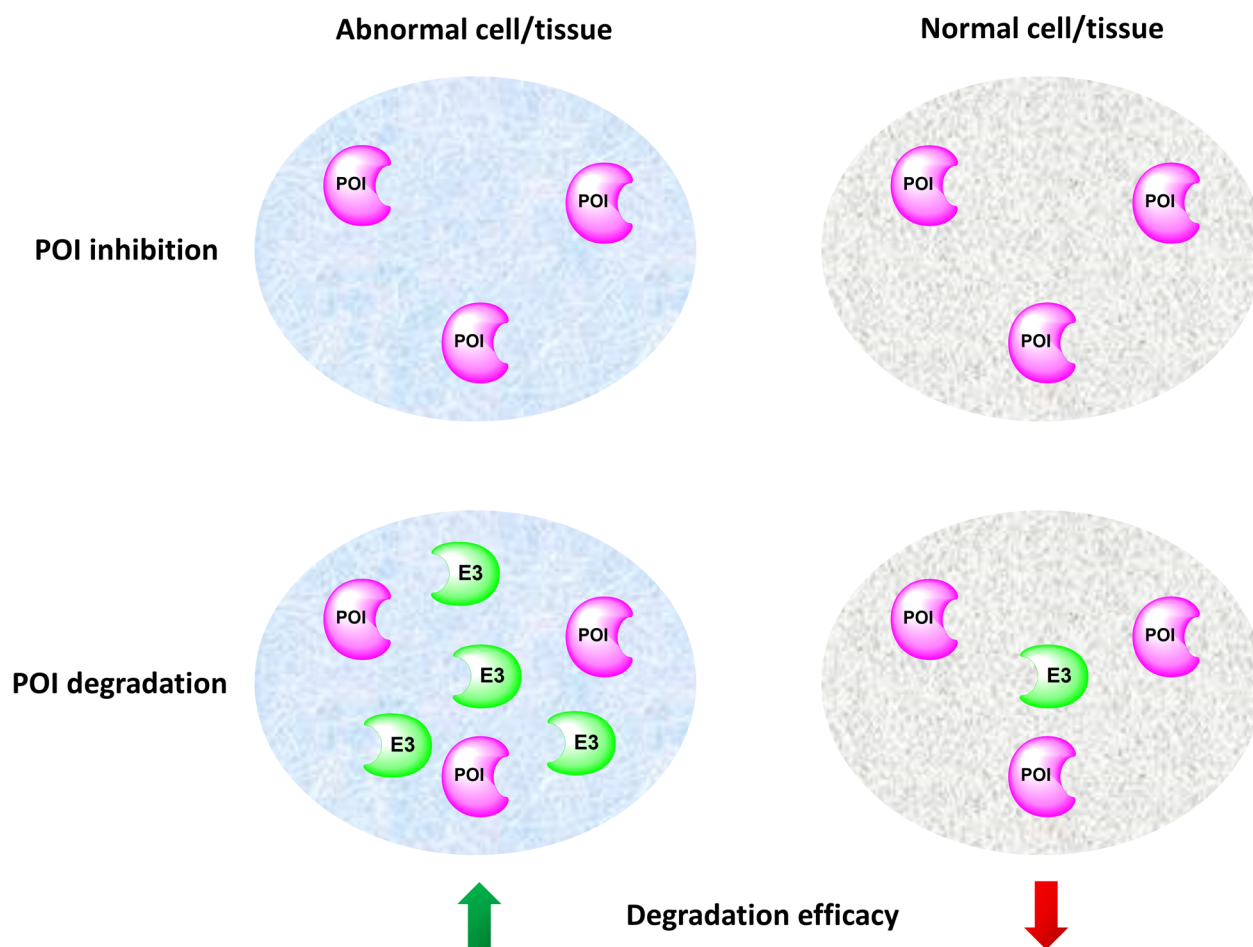 Abnormal cell/tissue
Normal cell/tissue
POI
POI
POI
POI
POI inhibition
POI
POI
E3
POI
POI
POI
POI
E3
E3
POI degradation
E3
E3
POI
POI
Degradation efficacy